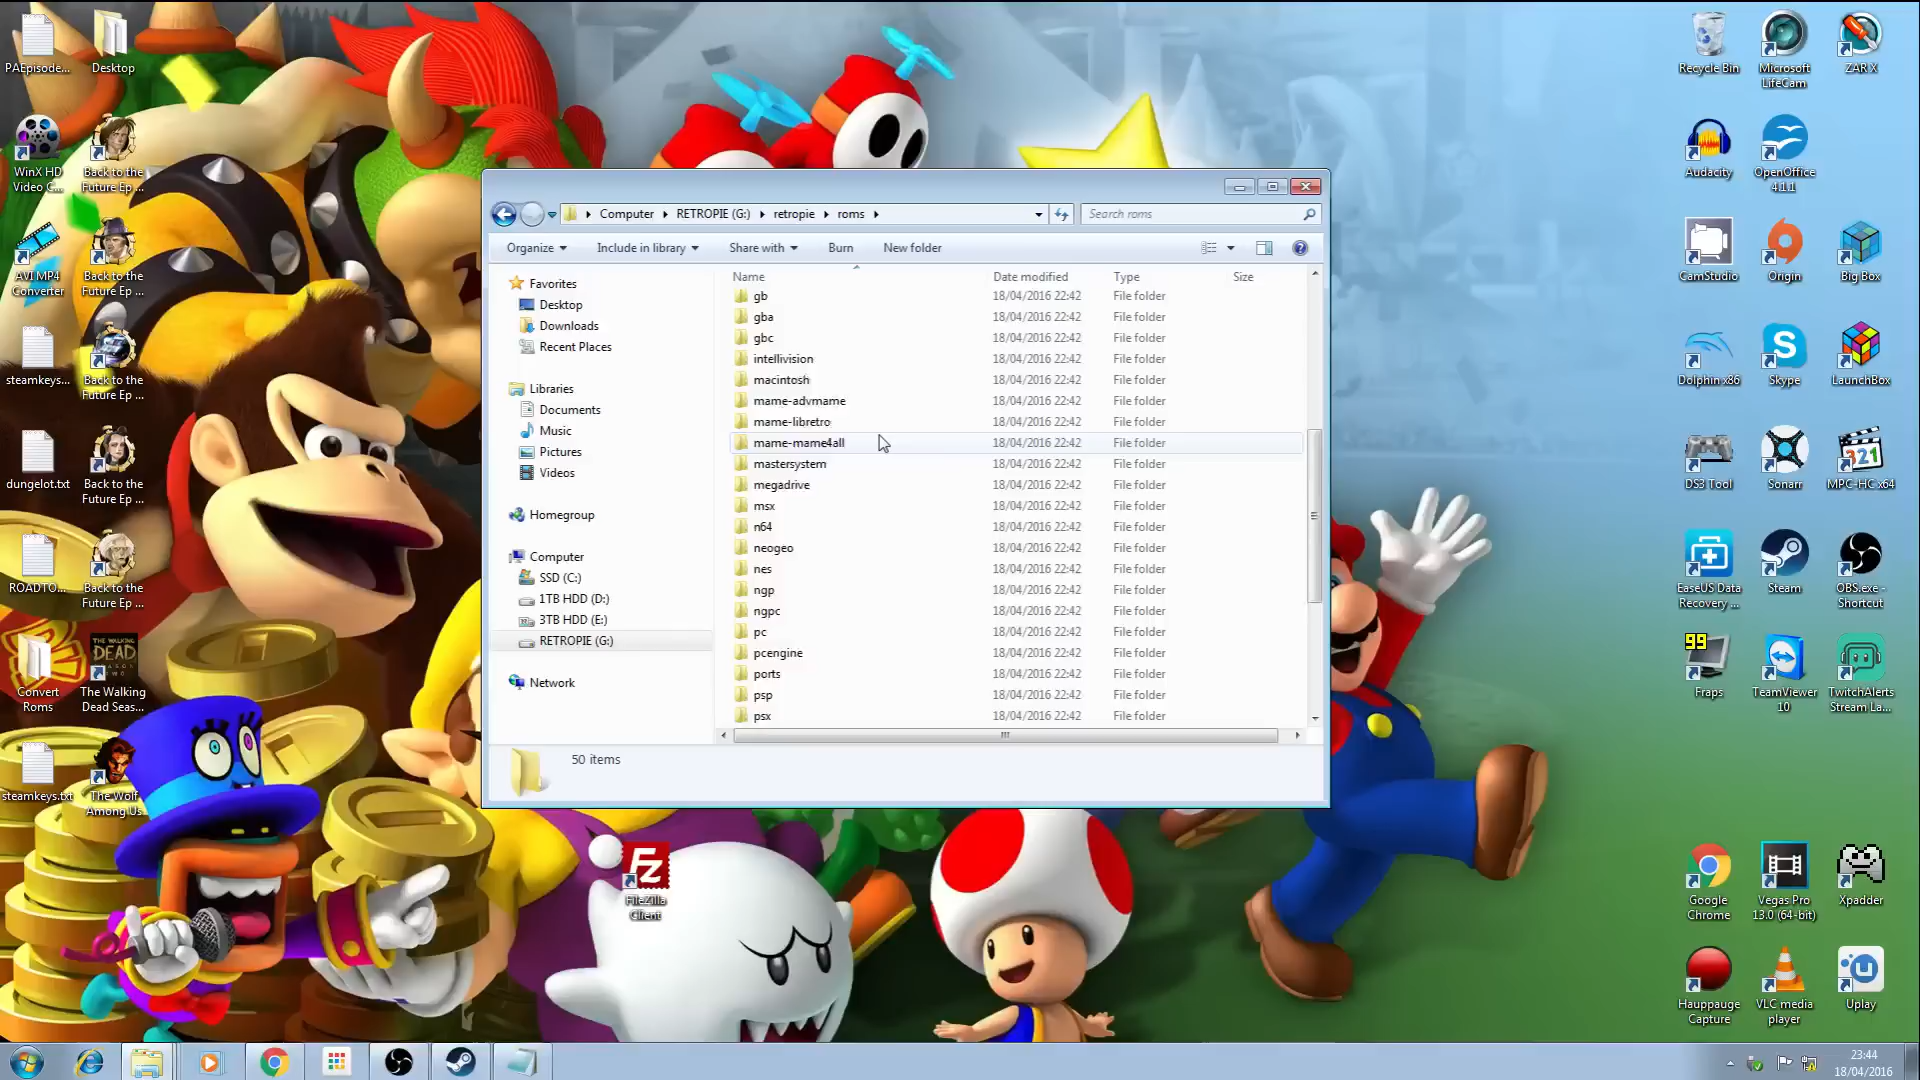 PAEpisode...
Desktop
WinX HD
Video C...
Back to the
Future Ep ...
AVI MP4
Converter
Back to the
Future Ep ...
steamkeys...
Back to the
Future Ep ...
dungelot.txt
Back to the
Future Ep ...
ROADTO...
Back to the
Future Ep ...
Convert
Roms
THE
WALKING
DEAD
The Walking
Dead Seas...
steamkeys.txt
The Wolf
Among Us
Computer
RETROPIE (G:)
retropie
roms
Search roms
Organize
Include in library
Share with
Burn
New folder
Favorites
Desktop
Downloads
Recent Places
Libraries
Documents
Music
Pictures
Videos
Homegroup
Computer
SSD (C:)
1TB HDD (D:)
3TB HDD (E:)
RETROPIE (G:)
Network
Name Date modified Type Size
gb 18/04/2016 22:42 File folder
gba 18/04/2016 22:42 File folder
gbc 18/04/2016 22:42 File folder
intellivision 18/04/2016 22:42 File folder
macintosh 18/04/2016 22:42 File folder
mame-advmame 18/04/2016 22:42 File folder
mame-libretro 18/04/2016 22:42 File folder
mame-mame4all 18/04/2016 22:42 File folder
mastersystem 18/04/2016 22:42 File folder
megadrive 18/04/2016 22:42 File folder
msx 18/04/2016 22:42 File folder
n64 18/04/2016 22:42 File folder
neogeo 18/04/2016 22:42 File folder
nes 18/04/2016 22:42 File folder
ngp 18/04/2016 22:42 File folder
ngpc 18/04/2016 22:42 File folder
pc 18/04/2016 22:42 File folder
pcengine 18/04/2016 22:42 File folder
ports 18/04/2016 22:42 File folder
psp 18/04/2016 22:42 File folder
psx 18/04/2016 22:42 File folder
50 items
Fz
FileZilla
Client
Recycle Bin
Microsoft
LifeCam
ZAR X
Audacity
OpenOffice
4.1.1
CamStudio
Origin
Big Box
Dolphin x86
Skype
LaunchBox
DS3 Tool
Sonarr
321
MPC-HC x64
EaseUS Data
Recovery ...
Steam
OBS.exe -
Shortcut
99
Fraps
TeamViewer
10
TwitchAlerts
Stream La...
Google
Chrome
Vegas Pro
13.0 (64-bit)
Xpadder
Hauppauge
Capture
VLC media
player
Uplay
23:44
18/04/2016